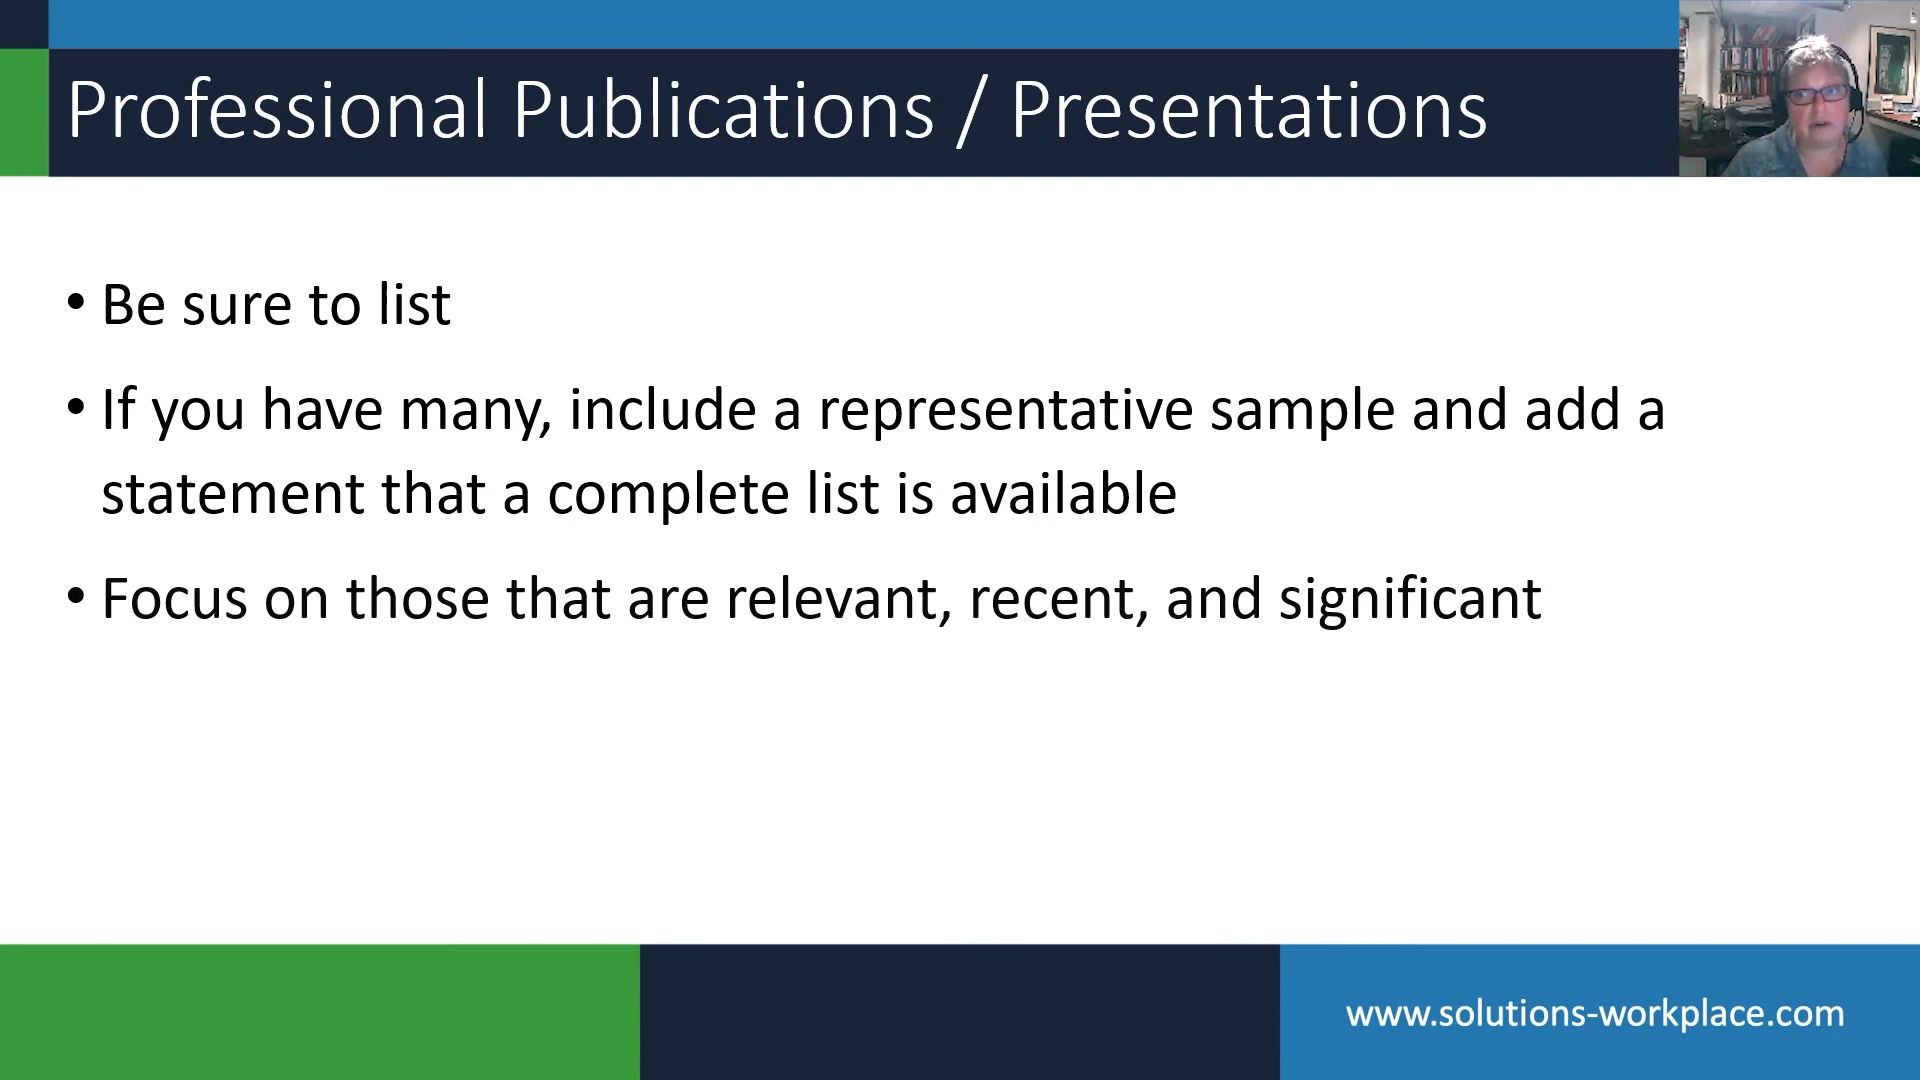 Professional Publications / Presentations
• Be sure to list
• If you have many, include a representative sample and add a
statement that a complete list is available
• Focus on those that are relevant, recent, and significant
www.solutions-workplace.com